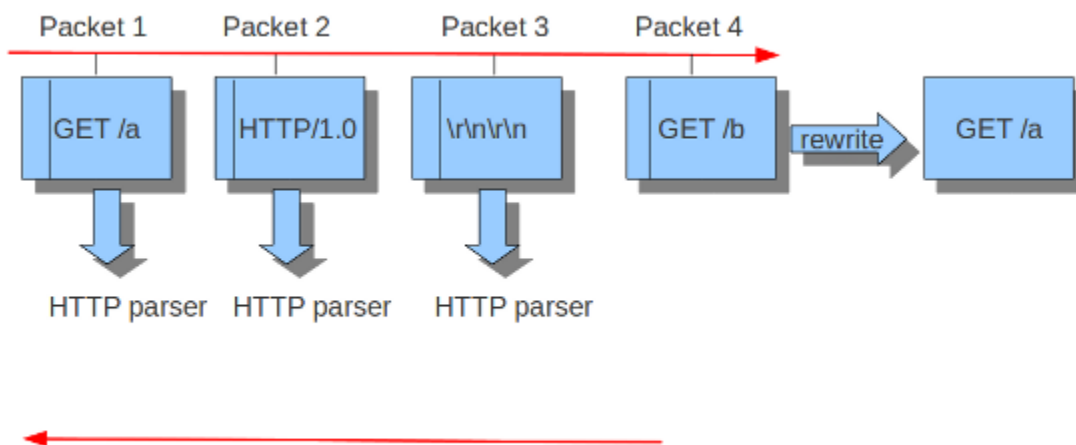 Packet 1 Packet 2 Packet 3 Packet 4
GET /a HTTP/1.0 \r\n\r\n GET /b rewrite GET /a
HTTP parser HTTP parser HTTP parser